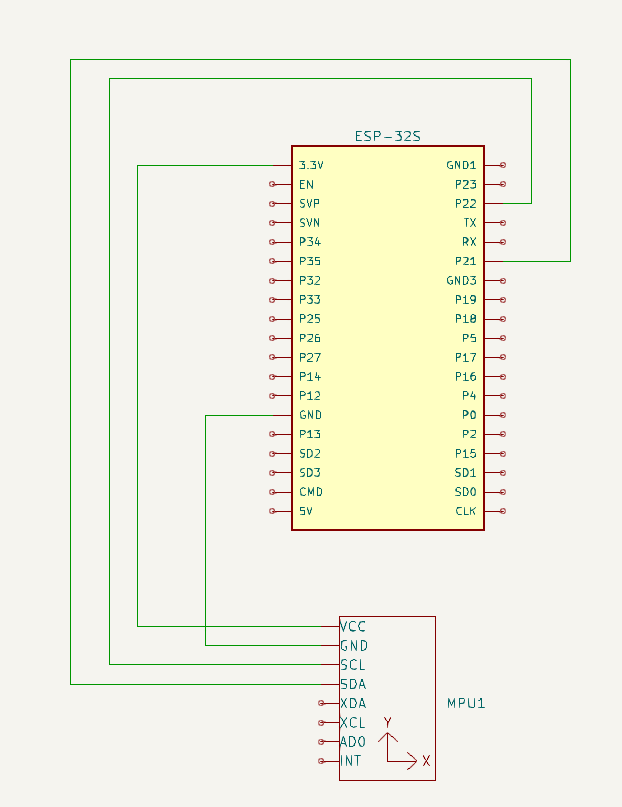 ESP-32S
3.3V GND1
EN P23
SVP P22
SVN TX
P34 RX
P35 P21
P32 GND3
P33 P19
P25 P18
P26 P5
P27 P17
P14 P16
P12 P4
GND P0
P13 P2
SD2 P15
SD3 SD1
CMD SD0
5V CLK
VCC
GND
SCL
SDA
XDA MPU1
XCL Y
ADO
INT X